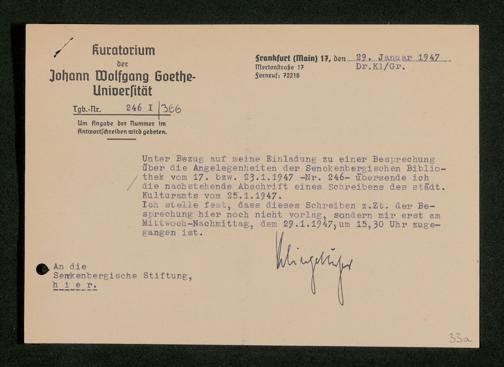 Kuratorium
der
Johann Wolfgang Goethe-
Universität
Tgb.-Nr. 246 I/366
Um Angabe der Nummer im
Antwortschreiben wird gebeten.
Frankfurt (Main) 17, den 29. Januar 1947
Mertonstraße 17 Dr.Kl/Gr.
Fernruf: 72218
Unter Bezug auf meine Einladung zu einer Besprechung
über die Angelegenheiten der Senckenbergischen Biblio-
thek vom 17. bzw. 23.1.1947 -Nr. 246- übersende ich
die nachstehende Abschrift eines Schreibens des städt.
Kulturamts vom 25.1.1947.
Ich stelle fest, dass dieses Schreiben z.Zt. der Be-
sprechung hier noch nicht vorlag, sondern mir erst am
Mittwoch-Nachmittag, dem 29.1.1947, um 15,30 Uhr zuge-
gangen ist.
An die
Senkenbergische Stiftung,
h i e r.
33a